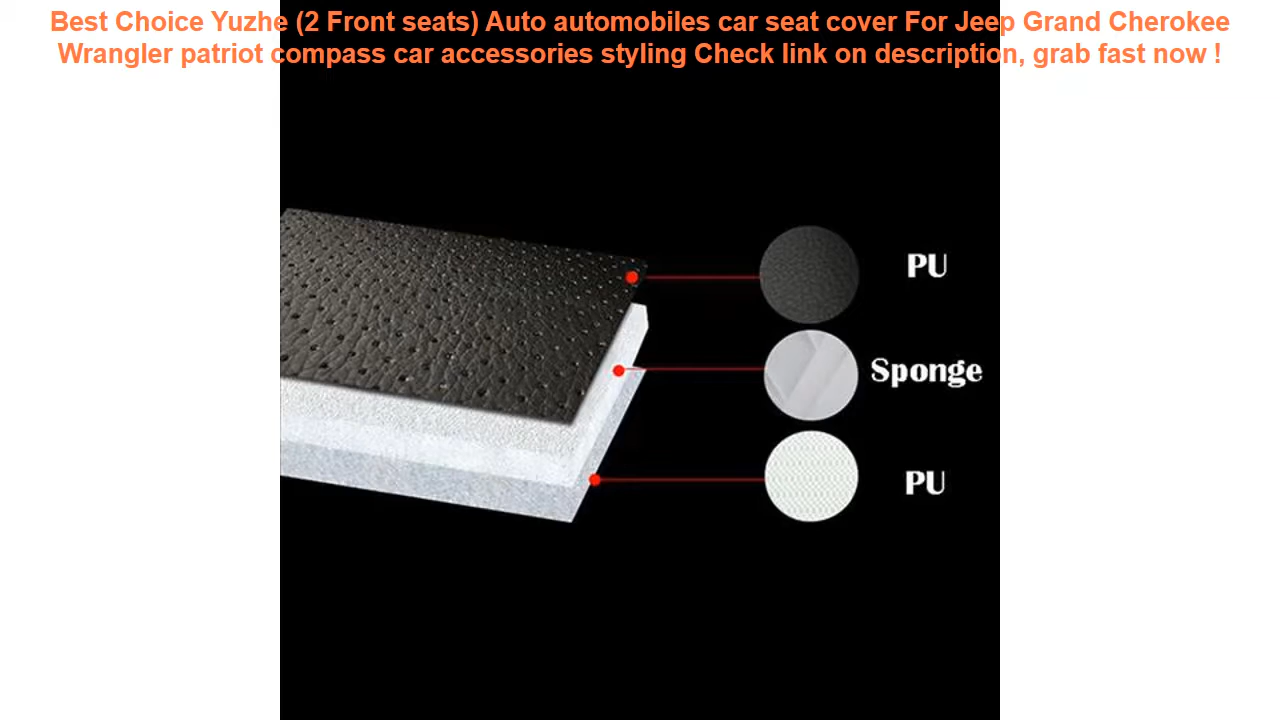 Best Choice Yuzhe (2 Front seats) Auto automobiles car seat cover For Jeep Grand Cherokee
Wrangler patriot compass car accessories styling Check link on description, grab fast now !
PU
Sponge
PU